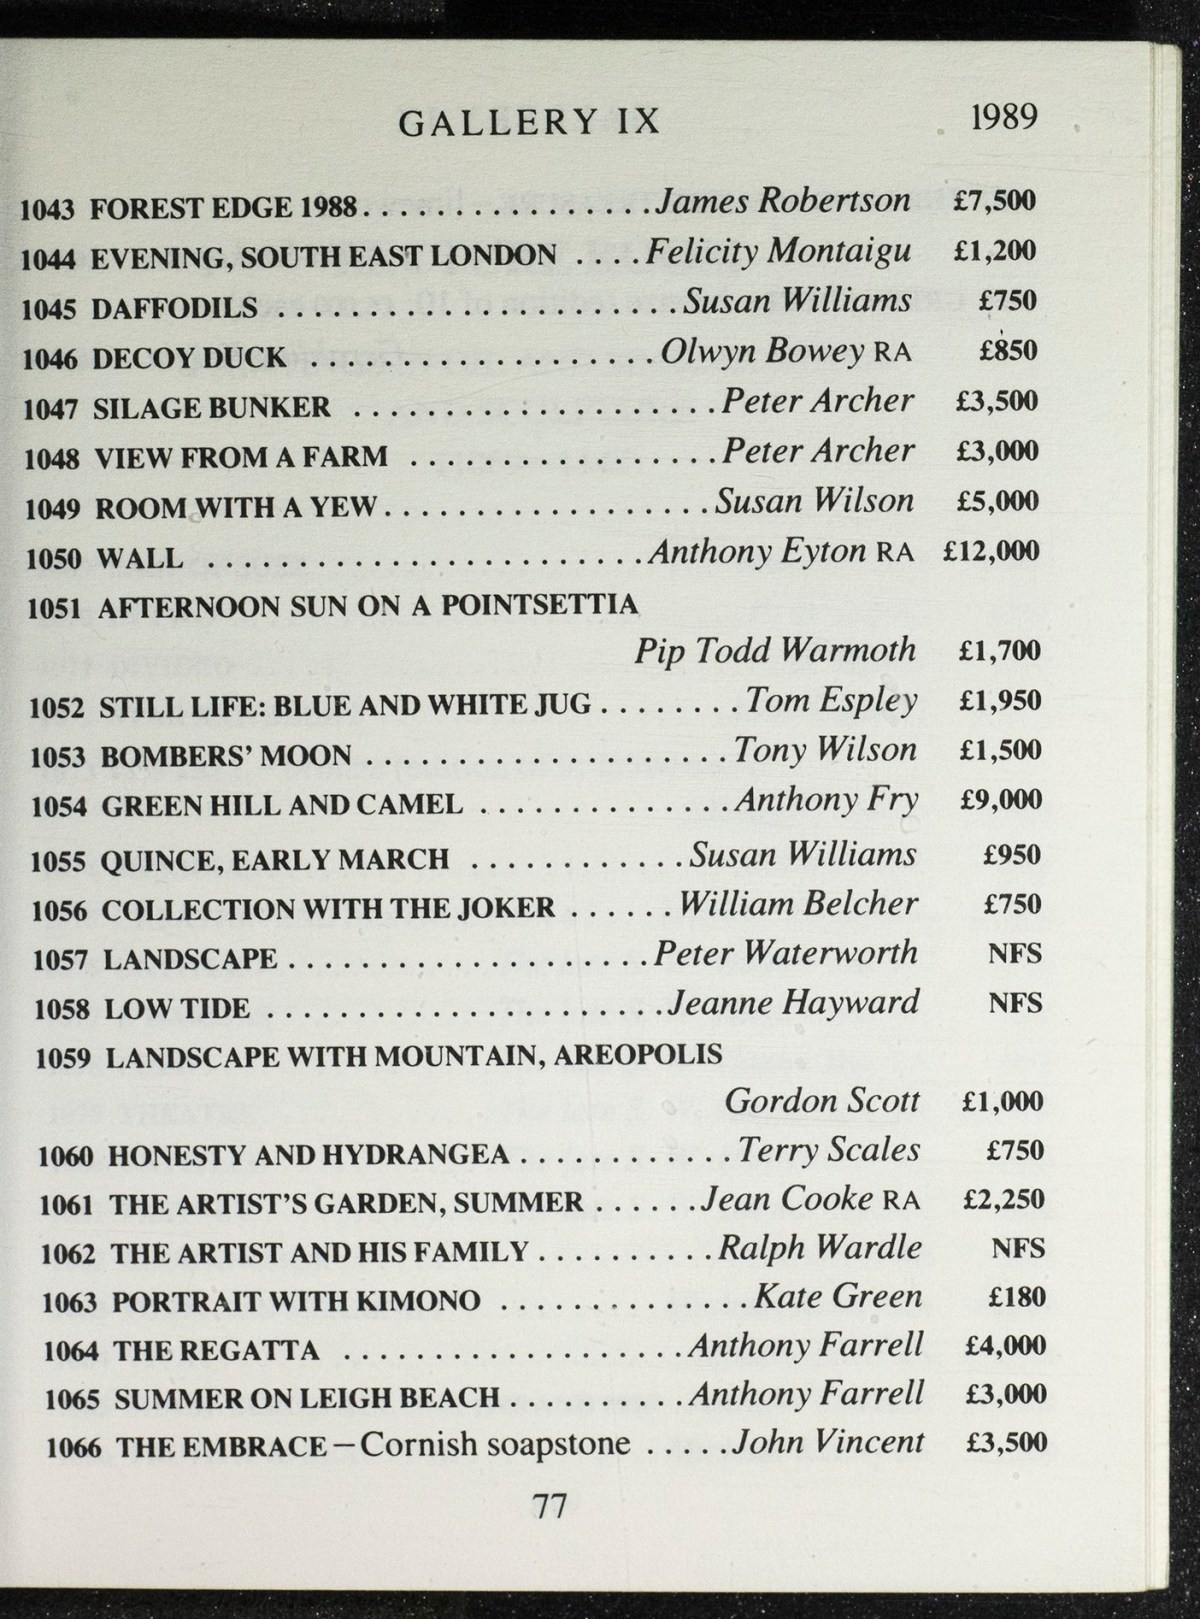 GALLERY IX 1989
1043 FOREST EDGE 1988. . . . . . . . . . . . . . . . James Robertson £7,500
1044 EVENING, SOUTH EAST LONDON . . . . Felicity Montaigu £1,200
1045 DAFFODILS . . . . . . . . . . . . . . . . . . . . . . Susan Williams £750
1046 DECOY DUCK . . . . . . . . . . . . . . . . . . . Olwyn Bowey RA £850
1047 SILAGE BUNKER . . . . . . . . . . . . . . . . . . . . Peter Archer £3,500
1048 VIEW FROM A FARM . . . . . . . . . . . . . . . . . Peter Archer £3,000
1049 ROOM WITH A YEW. . . . . . . . . . . . . . . . . . Susan Wilson £5,000
1050 WALL . . . . . . . . . . . . . . . . . . . . . . . . Anthony Eyton RA £12,000
1051 AFTERNOON SUN ON A POINTSETTIA
Pip Todd Warmoth £1,700
1052 STILL LIFE: BLUE AND WHITE JUG . . . . . . . . Tom Espley £1,950
1053 BOMBERS' MOON . . . . . . . . . . . . . . . . . . . . Tony Wilson £1,500
1054 GREEN HILL AND CAMEL . . . . . . . . . . . . . . Anthony Fry £9,000
1055 QUINCE, EARLY MARCH . . . . . . . . . . . . Susan Williams £950
1056 COLLECTION WITH THE JOKER . . . . . . William Belcher £750
1057 LANDSCAPE . . . . . . . . . . . . . . . . . . . . Peter Waterworth NFS
1058 LOW TIDE . . . . . . . . . . . . . . . . . . . . . . Jeanne Hayward NFS
1059 LANDSCAPE WITH MOUNTAIN, AREOPOLIS
Gordon Scott £1,000
1060 HONESTY AND HYDRANGEA . . . . . . . . . . . . Terry Scales £750
1061 THE ARTIST'S GARDEN, SUMMER . . . . . . Jean Cooke RA £2,250
1062 THE ARTIST AND HIS FAMILY . . . . . . . . . . Ralph Wardle NFS
1063 PORTRAIT WITH KIMONO . . . . . . . . . . . . . . Kate Green £180
1064 THE REGATTA . . . . . . . . . . . . . . . . . . . Anthony Farrell £4,000
1065 SUMMER ON LEIGH BEACH . . . . . . . . . . Anthony Farrell £3,000
1066 THE EMBRACE—Cornish soapstone . . . . . John Vincent £3,500
77